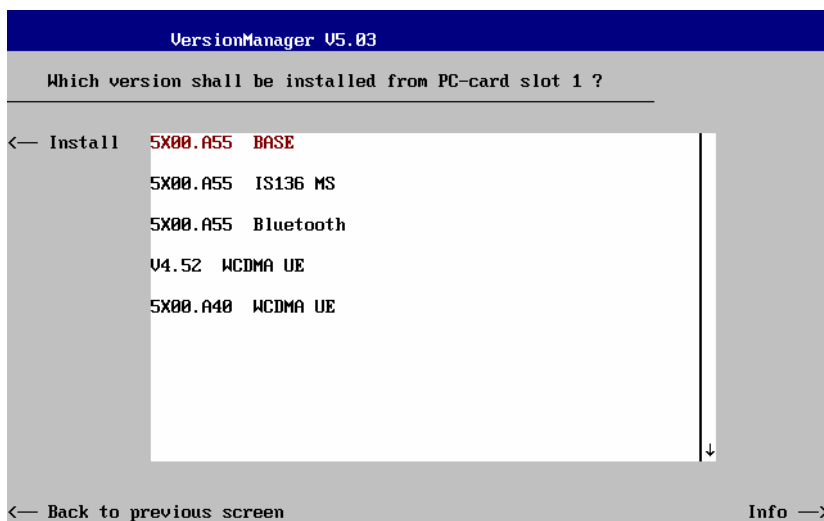 VersionManager V5.03
Which version shall be installed from PC-card slot 1 ?
<— Install
5X00.A55 BASE
5X00.A55 IS136 MS
5X00.A55 Bluetooth
V4.52 WCDMA UE
5X00.A40 WCDMA UE
↓
<— Back to previous screen
Info —>